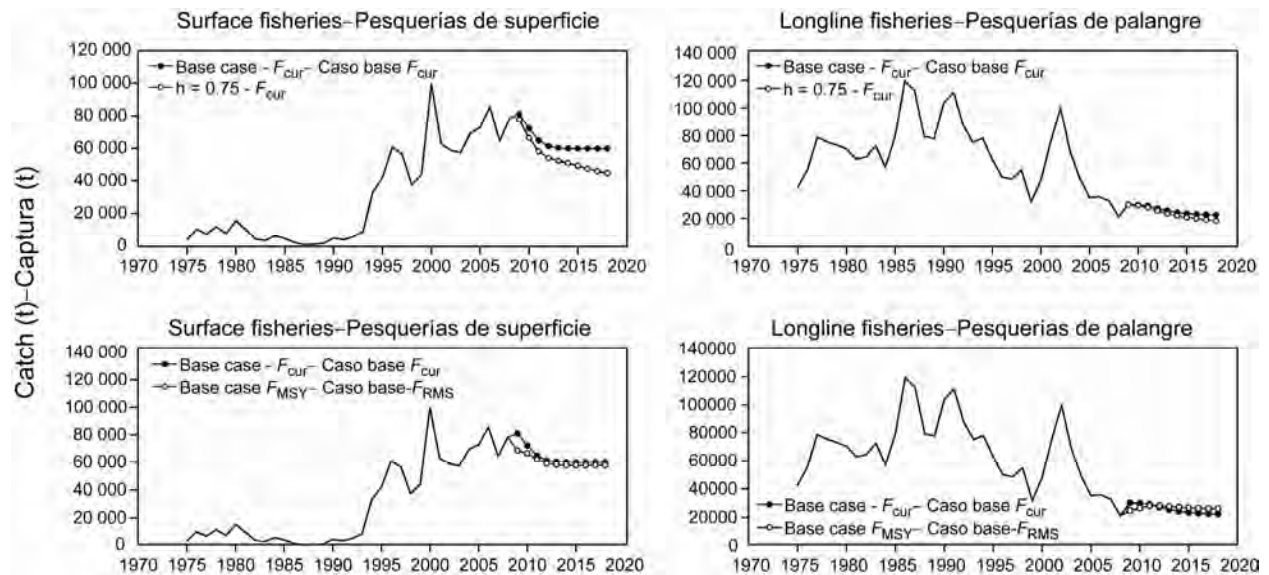 Catch (t)–Captura (t)
Surface fisheries–Pesquerias de superficie
120 000
100 000
80 000
60 000
40 000
20 000
0
Base case - Fcur– Caso base Fcur
h = 0.75 - Fcur
1970 1975 1980 1985 1990 1995 2000 2005 2010 2015 2020
Longline fisheries–Pesquerías de palangre
140 000
120 000
100 000
80 000
60 000
40 000
20 000
0
Base case - Fcur– Caso base Fcur
h = 0.75 - Fcur
1970 1975 1980 1985 1990 1995 2000 2005 2010 2015 2020
Surface fisheries–Pesquerias de superficie
140 000
120 000
100 000
80 000
60 000
40 000
20 000
0
Base case - Fcur– Caso base Fcur
Base case FMSY– Caso base-FRMS
1970 1975 1980 1985 1990 1995 2000 2005 2010 2015 2020
Longline fisheries–Pesquerías de palangre
140000
120000
100000
80000
60000
40000
20000
0
Base case - Fcur– Caso base Fcur
Base case FMSY– Caso base-FRMS
1970 1975 1980 1985 1990 1995 2000 2005 2010 2015 2020